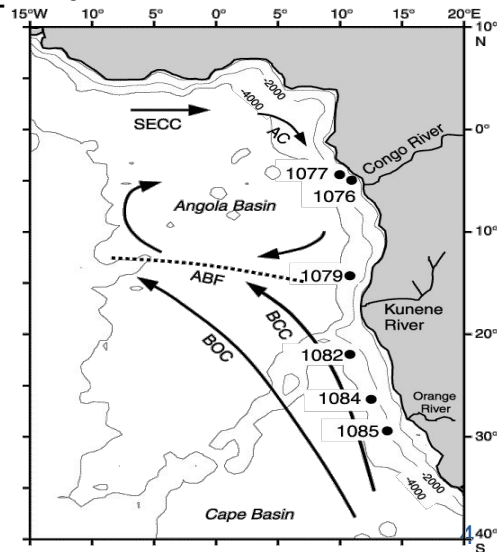 15°W 10° 5° 0° 5° 10° 15° 20°E
10°
N
-2000
-4000
SECC
AC
0°
Congo River
1077
1076
Angola Basin
10°
ABF
1079
Kunene
River
BCC
20°
BOC
1082
1084
Orange
River
1085
30°
-2000
-4000
Cape Basin
40°
S